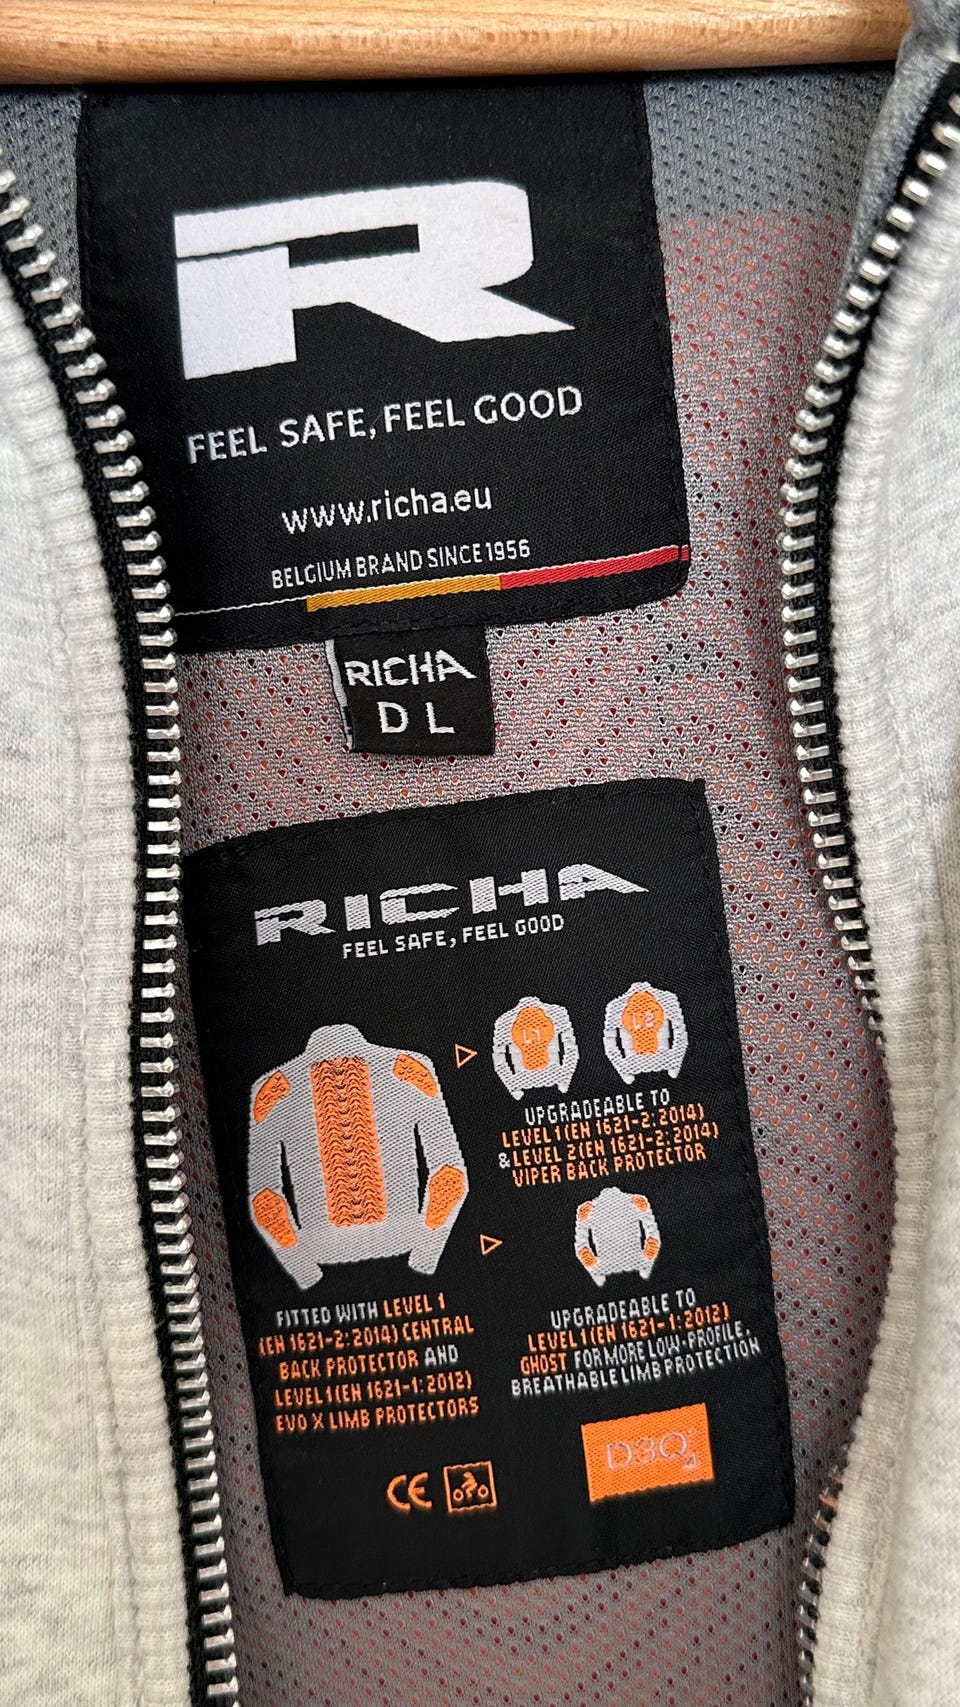 R
FEEL SAFE, FEEL GOOD
www.richa.eu
BELGIUM BRAND SINCE 1956
RICHA
D L
RICHA
FEEL SAFE, FEEL GOOD
L1 L2
UPGRADEABLE TO
LEVEL 1 (EN 1621-2:2014)
& LEVEL 2 (EN 1621-2:2014)
VIPER BACK PROTECTOR
FITTED WITH LEVEL 1
(EN 1621-2:2014) CENTRAL
BACK PROTECTOR AND
LEVEL 1 (EN 1621-1:2012)
EVO X LIMB PROTECTORS
UPGRADEABLE TO
LEVEL 1 (EN 1621-1:2012)
GHOST FOR MORE LOW-PROFILE,
BREATHABLE LIMB PROTECTION
CE
D3O